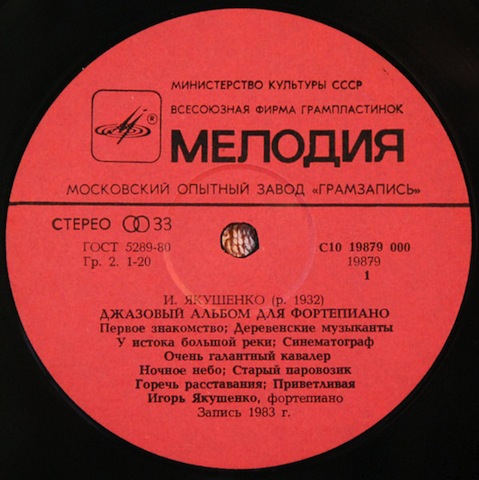 МИНИСТЕРСТВО КУЛЬТУРЫ СССР
ВСЕСОЮЗНАЯ ФИРМА ГРАМПЛАСТИНОК
МЕЛОДИЯ
МОСКОВСКИЙ ОПЫТНЫЙ ЗАВОД «ГРАМЗАПИСЬ»
СТЕРЕО 33
ГОСТ 5289-80
Гр. 2. 1-20
С10 19879 000
19879
1
И. ЯКУШЕНКО (р. 1932)
ДЖАЗОВЫЙ АЛЬБОМ ДЛЯ ФОРТЕПИАНО
Первое знакомство; Деревенские музыканты
У истока большой реки; Синематограф
Очень галантный кавалер
Ночное небо; Старый паровозик
Горечь расставания; Приветливая
Игорь Якушенко, фортепиано
Запись 1983 г.